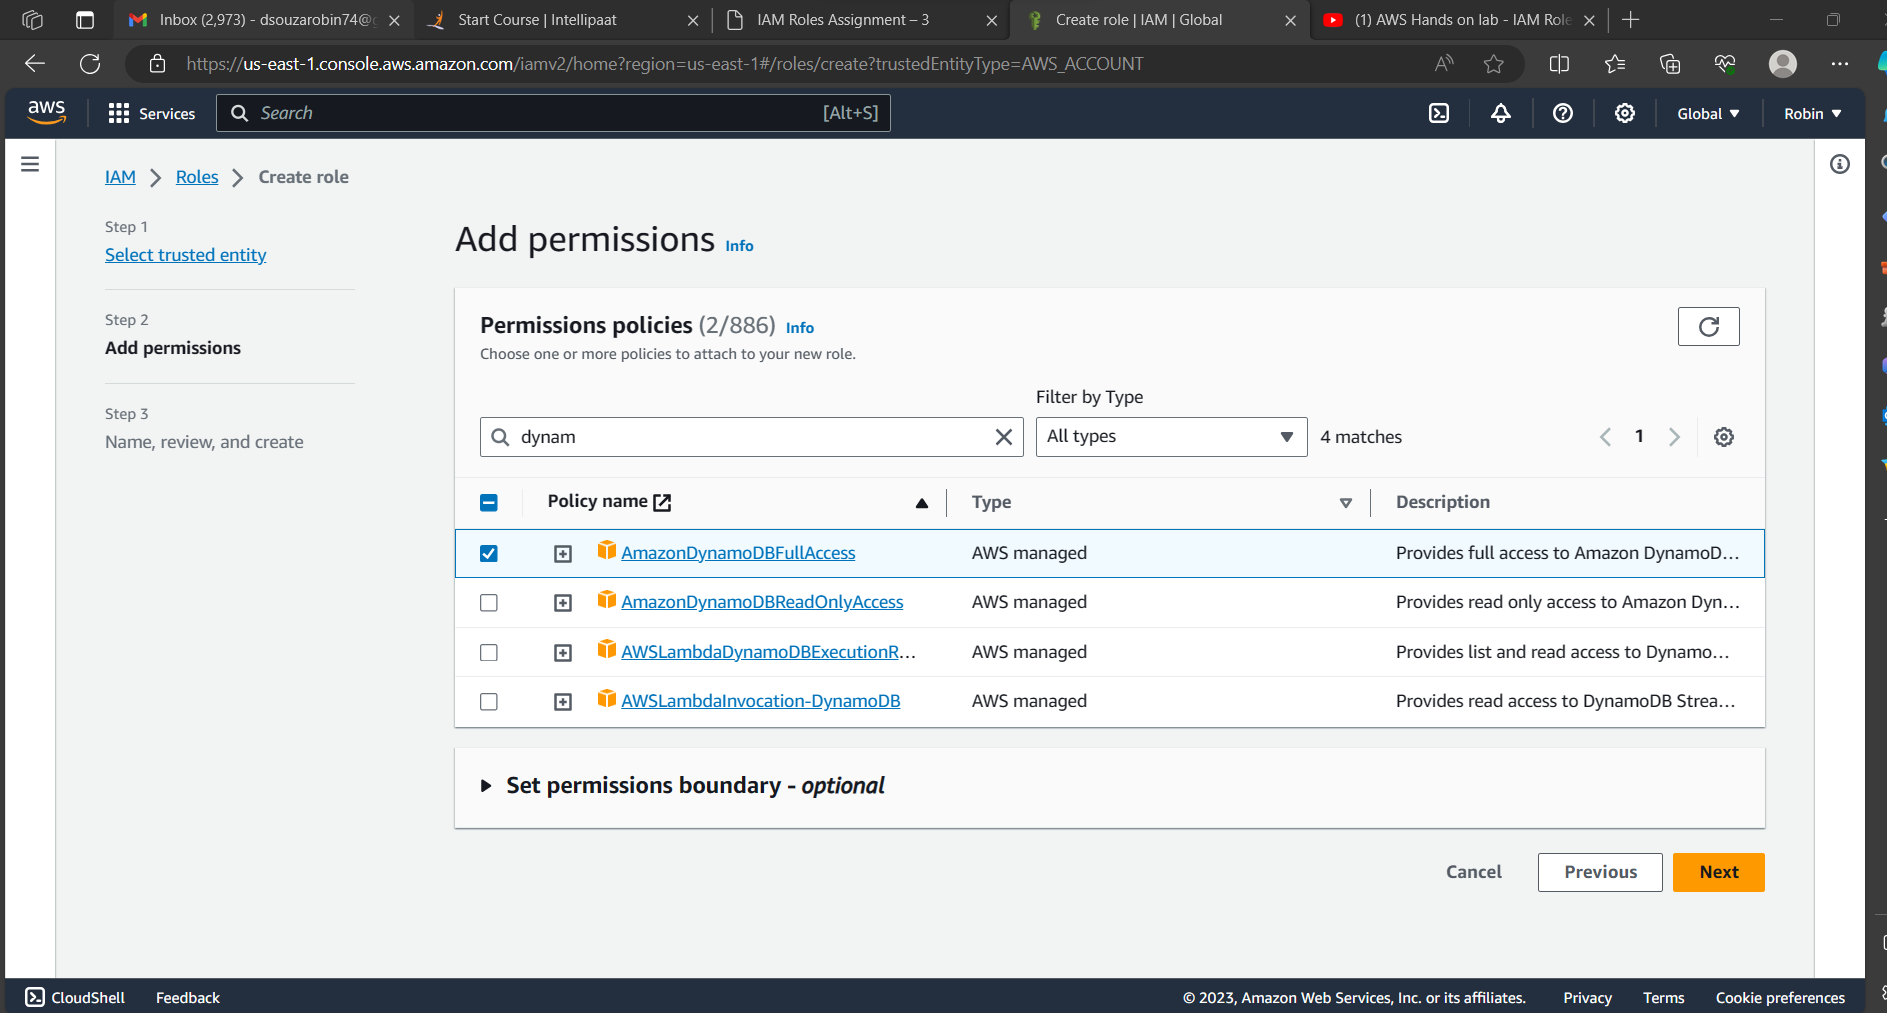 Inbox (2,973) - dsouzarobin74@g
Start Course | Intellipaat
IAM Roles Assignment – 3
Create role | IAM | Global
(1) AWS Hands on lab - IAM Role
https://us-east-1.console.aws.amazon.com/iamv2/home?region=us-east-1#/roles/create?trustedEntityType=AWS_ACCOUNT
aws
Services
Search
[Alt+S]
Global
Robin
IAM
Roles
Create role
Step 1
Select trusted entity
Step 2
Add permissions
Step 3
Name, review, and create
Add permissions Info
Permissions policies (2/886) Info
Choose one or more policies to attach to your new role.
Filter by Type
dynam
All types
4 matches
1
Policy name
Type
Description
AmazonDynamoDBFullAccess
AWS managed
Provides full access to Amazon DynamoD...
AmazonDynamoDBReadOnlyAccess
AWS managed
Provides read only access to Amazon Dyn...
AWSLambdaDynamoDBExecutionR...
AWS managed
Provides list and read access to Dynamo...
AWSLambdaInvocation-DynamoDB
AWS managed
Provides read access to DynamoDB Strea...
Set permissions boundary - optional
Cancel
Previous
Next
CloudShell
Feedback
© 2023, Amazon Web Services, Inc. or its affiliates.
Privacy
Terms
Cookie preferences